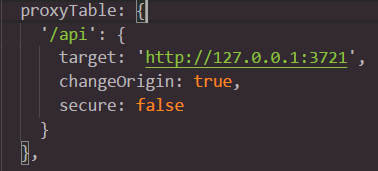 proxyTable: {
  '/api': {
    target: 'http://127.0.0.1:3721',
    changeOrigin: true,
    secure: false
  }
},